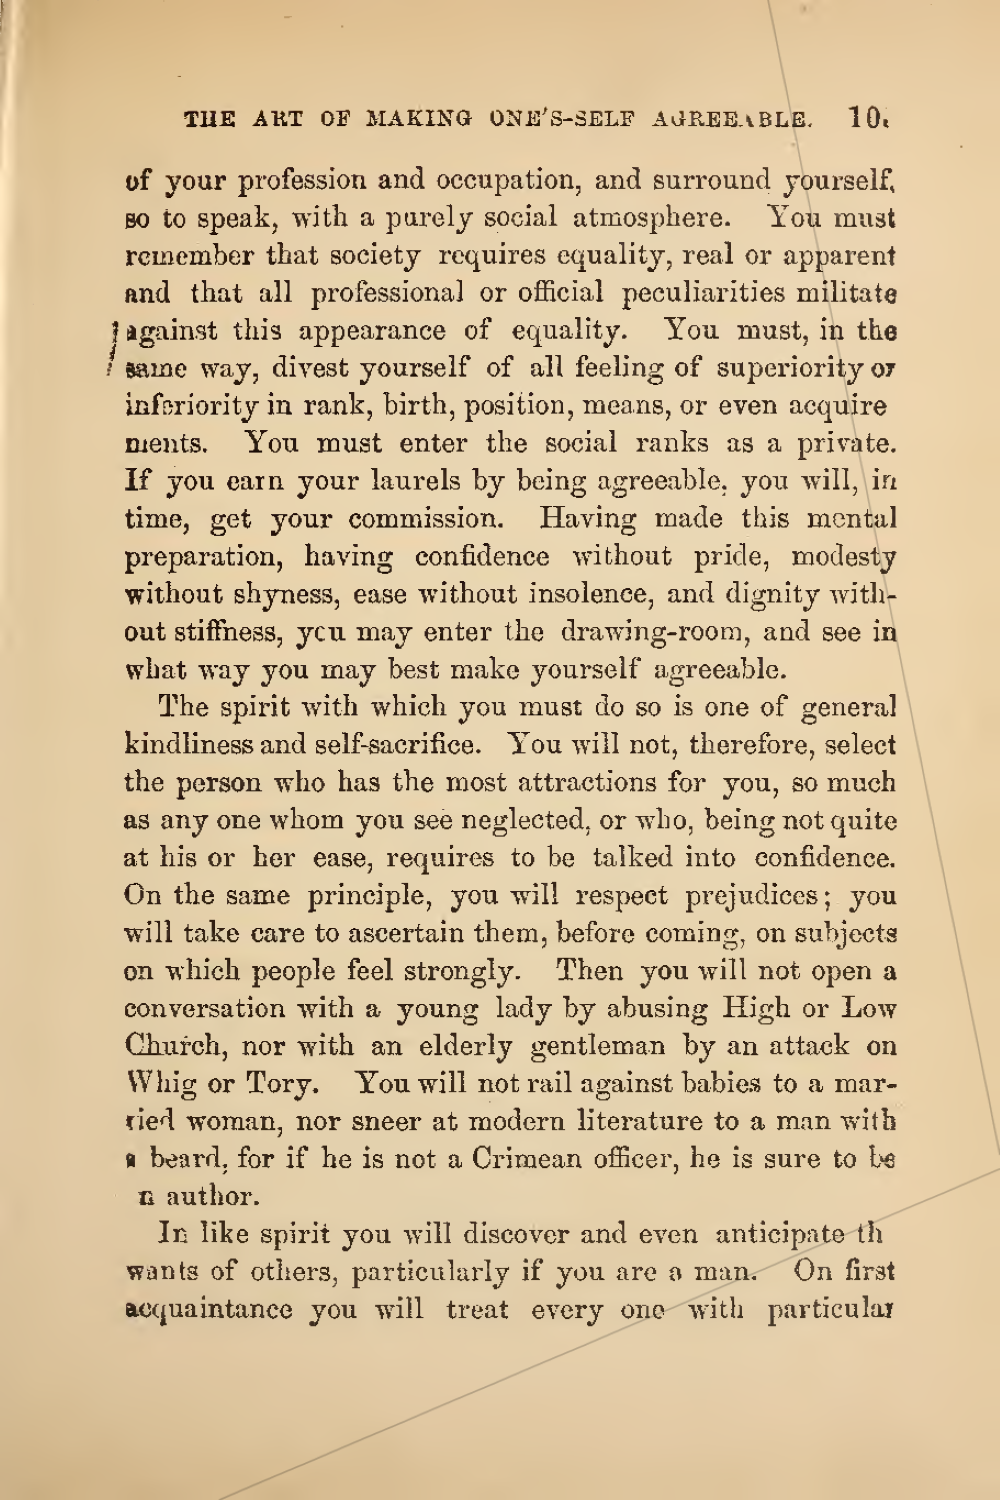 THE ART OF MAKING ONE'S-SELF AGREEABLE.
of your profession and occupation, and surround yourself,
so to speak, with a purely social atmosphere. You must
remember that society requires equality, real or apparent
and that all professional or official peculiarities militate
against this appearance of equality. You must, in the
same way, divest yourself of all feeling of superiority or
inferiority in rank, birth, position, means, or even acquire
ments. You must enter the social ranks as a private.
If you earn your laurels by being agreeable, you will, in
time, get your commission. Having made this mental
preparation, having confidence without pride, modesty
without shyness, ease without insolence, and dignity with-
out stiffness, you may enter the drawing-room, and see in
what way you may best make yourself agreeable.
The spirit with which you must do so is one of general
kindliness and self-sacrifice. You will not, therefore, select
the person who has the most attractions for you, so much
as any one whom you see neglected, or who, being not quite
at his or her ease, requires to be talked into confidence.
On the same principle, you will respect prejudices; you
will take care to ascertain them, before coming, on subjects
on which people feel strongly. Then you will not open a
conversation with a young lady by abusing High or Low
Church, nor with an elderly gentleman by an attack on
Whig or Tory. You will not rail against babies to a mar-
ried woman, nor sneer at modern literature to a man with
a beard, for if he is not a Crimean officer, he is sure to be
n author.
In like spirit you will discover and even anticipate th
wants of others, particularly if you are a man. On first
acquaintance you will treat every one with particular